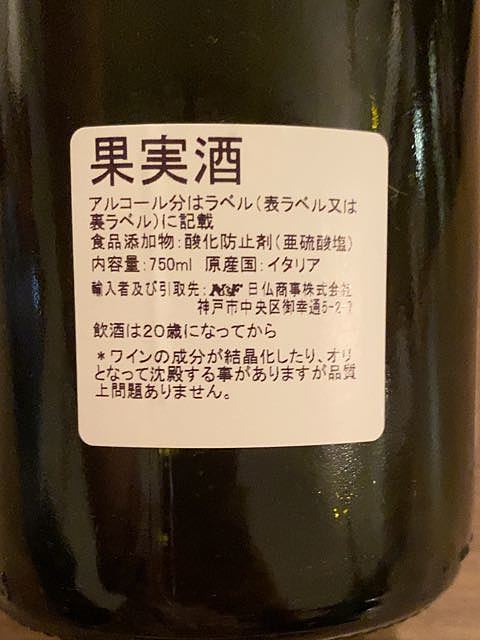 果実酒
アルコール分はラベル(表ラベル又は
裏ラベル)に記載
食品添加物:酸化防止剤(亜硫酸塩)
内容量:750ml 原産国:イタリア
輸入者及び引取先:N&F 日仏商事株式会社
神戸市中央区御幸通5-2-7
飲酒は20歳になってから
*ワインの成分が結晶化したり、オリ
となって沈殿する事がありますが品質
上問題ありません。